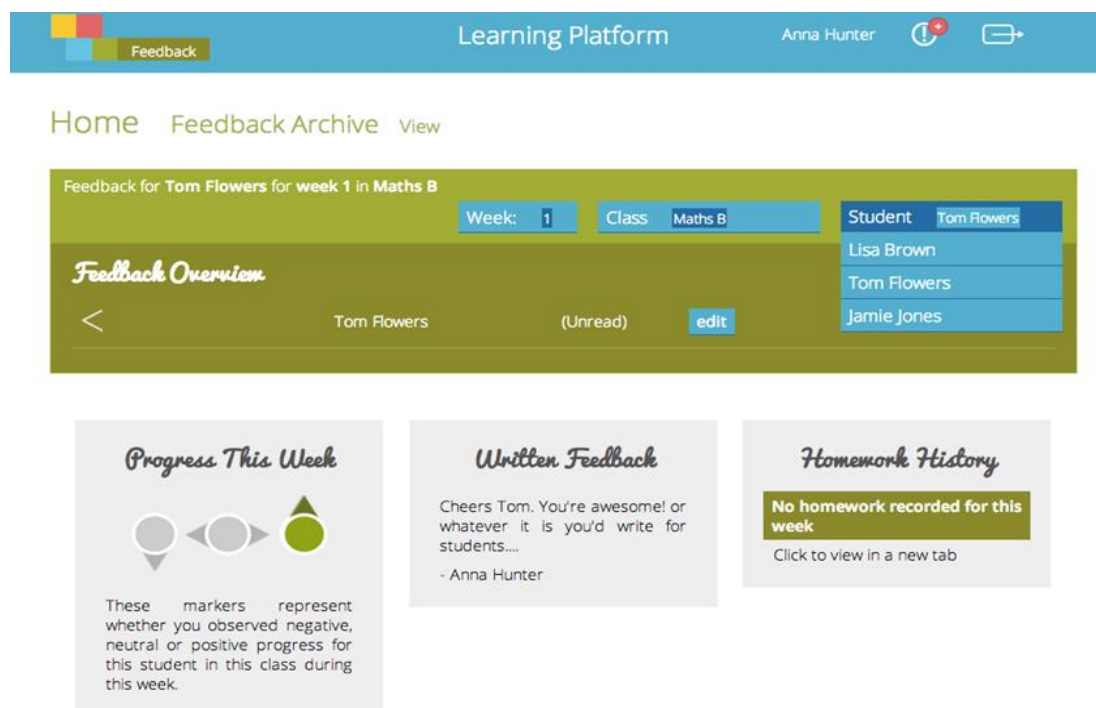 Feedback
Learning Platform
Anna Hunter
Home Feedback Archive View
Feedback for Tom Flowers for week 1 in Maths B
Week: 1 Class Maths B Student Tom Flowers
Lisa Brown
Tom Flowers
Jamie Jones
Feedback Overview
< Tom Flowers (Unread) edit
Progress This Week
These markers represent
whether you observed negative,
neutral or positive progress for
this student in this class during
this week.
Written Feedback
Cheers Tom. You're awesome! or
whatever it is you'd write for
students....
- Anna Hunter
Homework History
No homework recorded for this
week
Click to view in a new tab